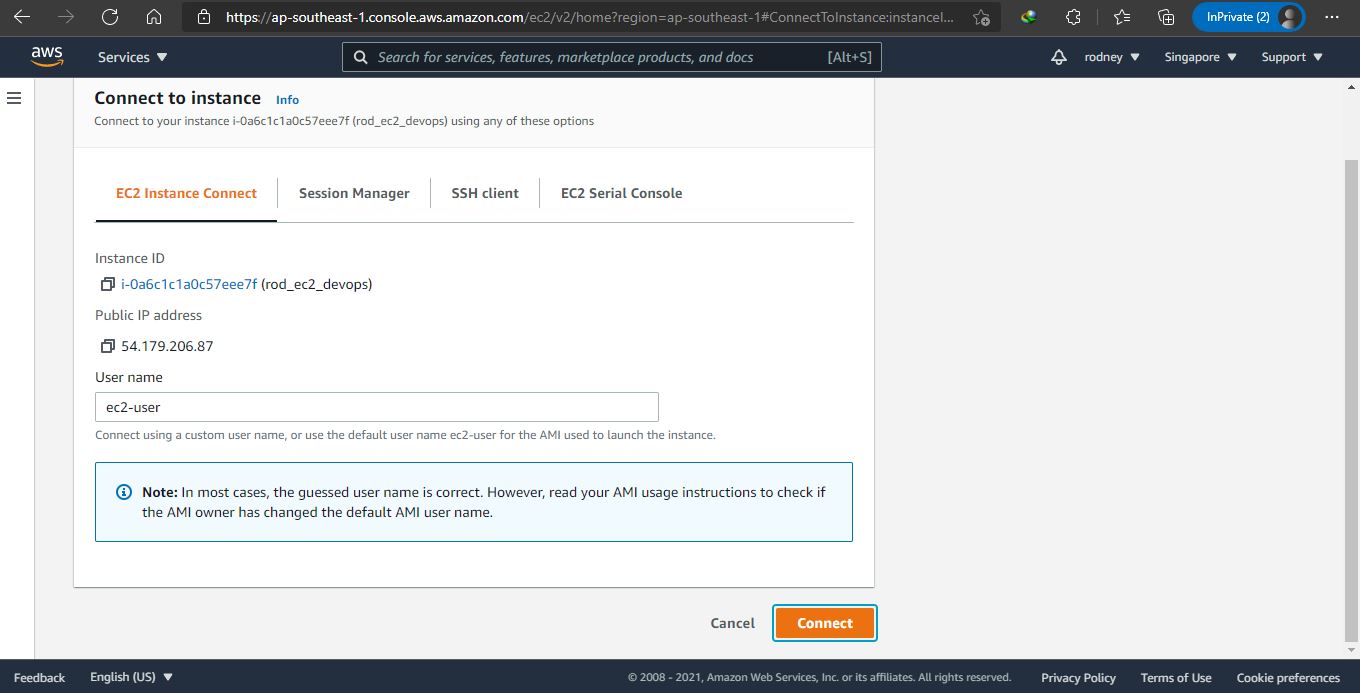 https://ap-southeast-1.console.aws.amazon.com/ec2/v2/home?region=ap-southeast-1#ConnectToInstance:instanceI...
InPrivate (2)
aws
Services
Search for services, features, marketplace products, and docs
[Alt+S]
rodney
Singapore
Support
Connect to instance Info
Connect to your instance i-0a6c1c1a0c57eee7f (rod_ec2_devops) using any of these options
EC2 Instance Connect
Session Manager
SSH client
EC2 Serial Console
Instance ID
i-0a6c1c1a0c57eee7f (rod_ec2_devops)
Public IP address
54.179.206.87
User name
ec2-user
Connect using a custom user name, or use the default user name ec2-user for the AMI used to launch the instance.
Note: In most cases, the guessed user name is correct. However, read your AMI usage instructions to check if
the AMI owner has changed the default AMI user name.
Cancel
Connect
Feedback
English (US)
© 2008 - 2021, Amazon Web Services, Inc. or its affiliates. All rights reserved.
Privacy Policy
Terms of Use
Cookie preferences